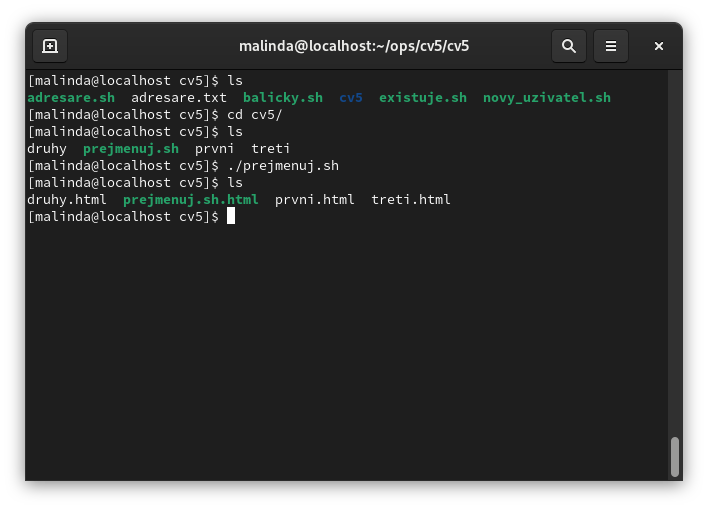 malinda@localhost:~/ops/cv5/cv5
[malinda@localhost cv5]$ ls
adresare.sh  adresare.txt  balicky.sh  cv5  existuje.sh  novy_uzivatel.sh
[malinda@localhost cv5]$ cd cv5/
[malinda@localhost cv5]$ ls
druhy  prejmenuj.sh  prvni  treti
[malinda@localhost cv5]$ ./prejmenuj.sh
[malinda@localhost cv5]$ ls
druhy.html  prejmenuj.sh.html  prvni.html  treti.html
[malinda@localhost cv5]$